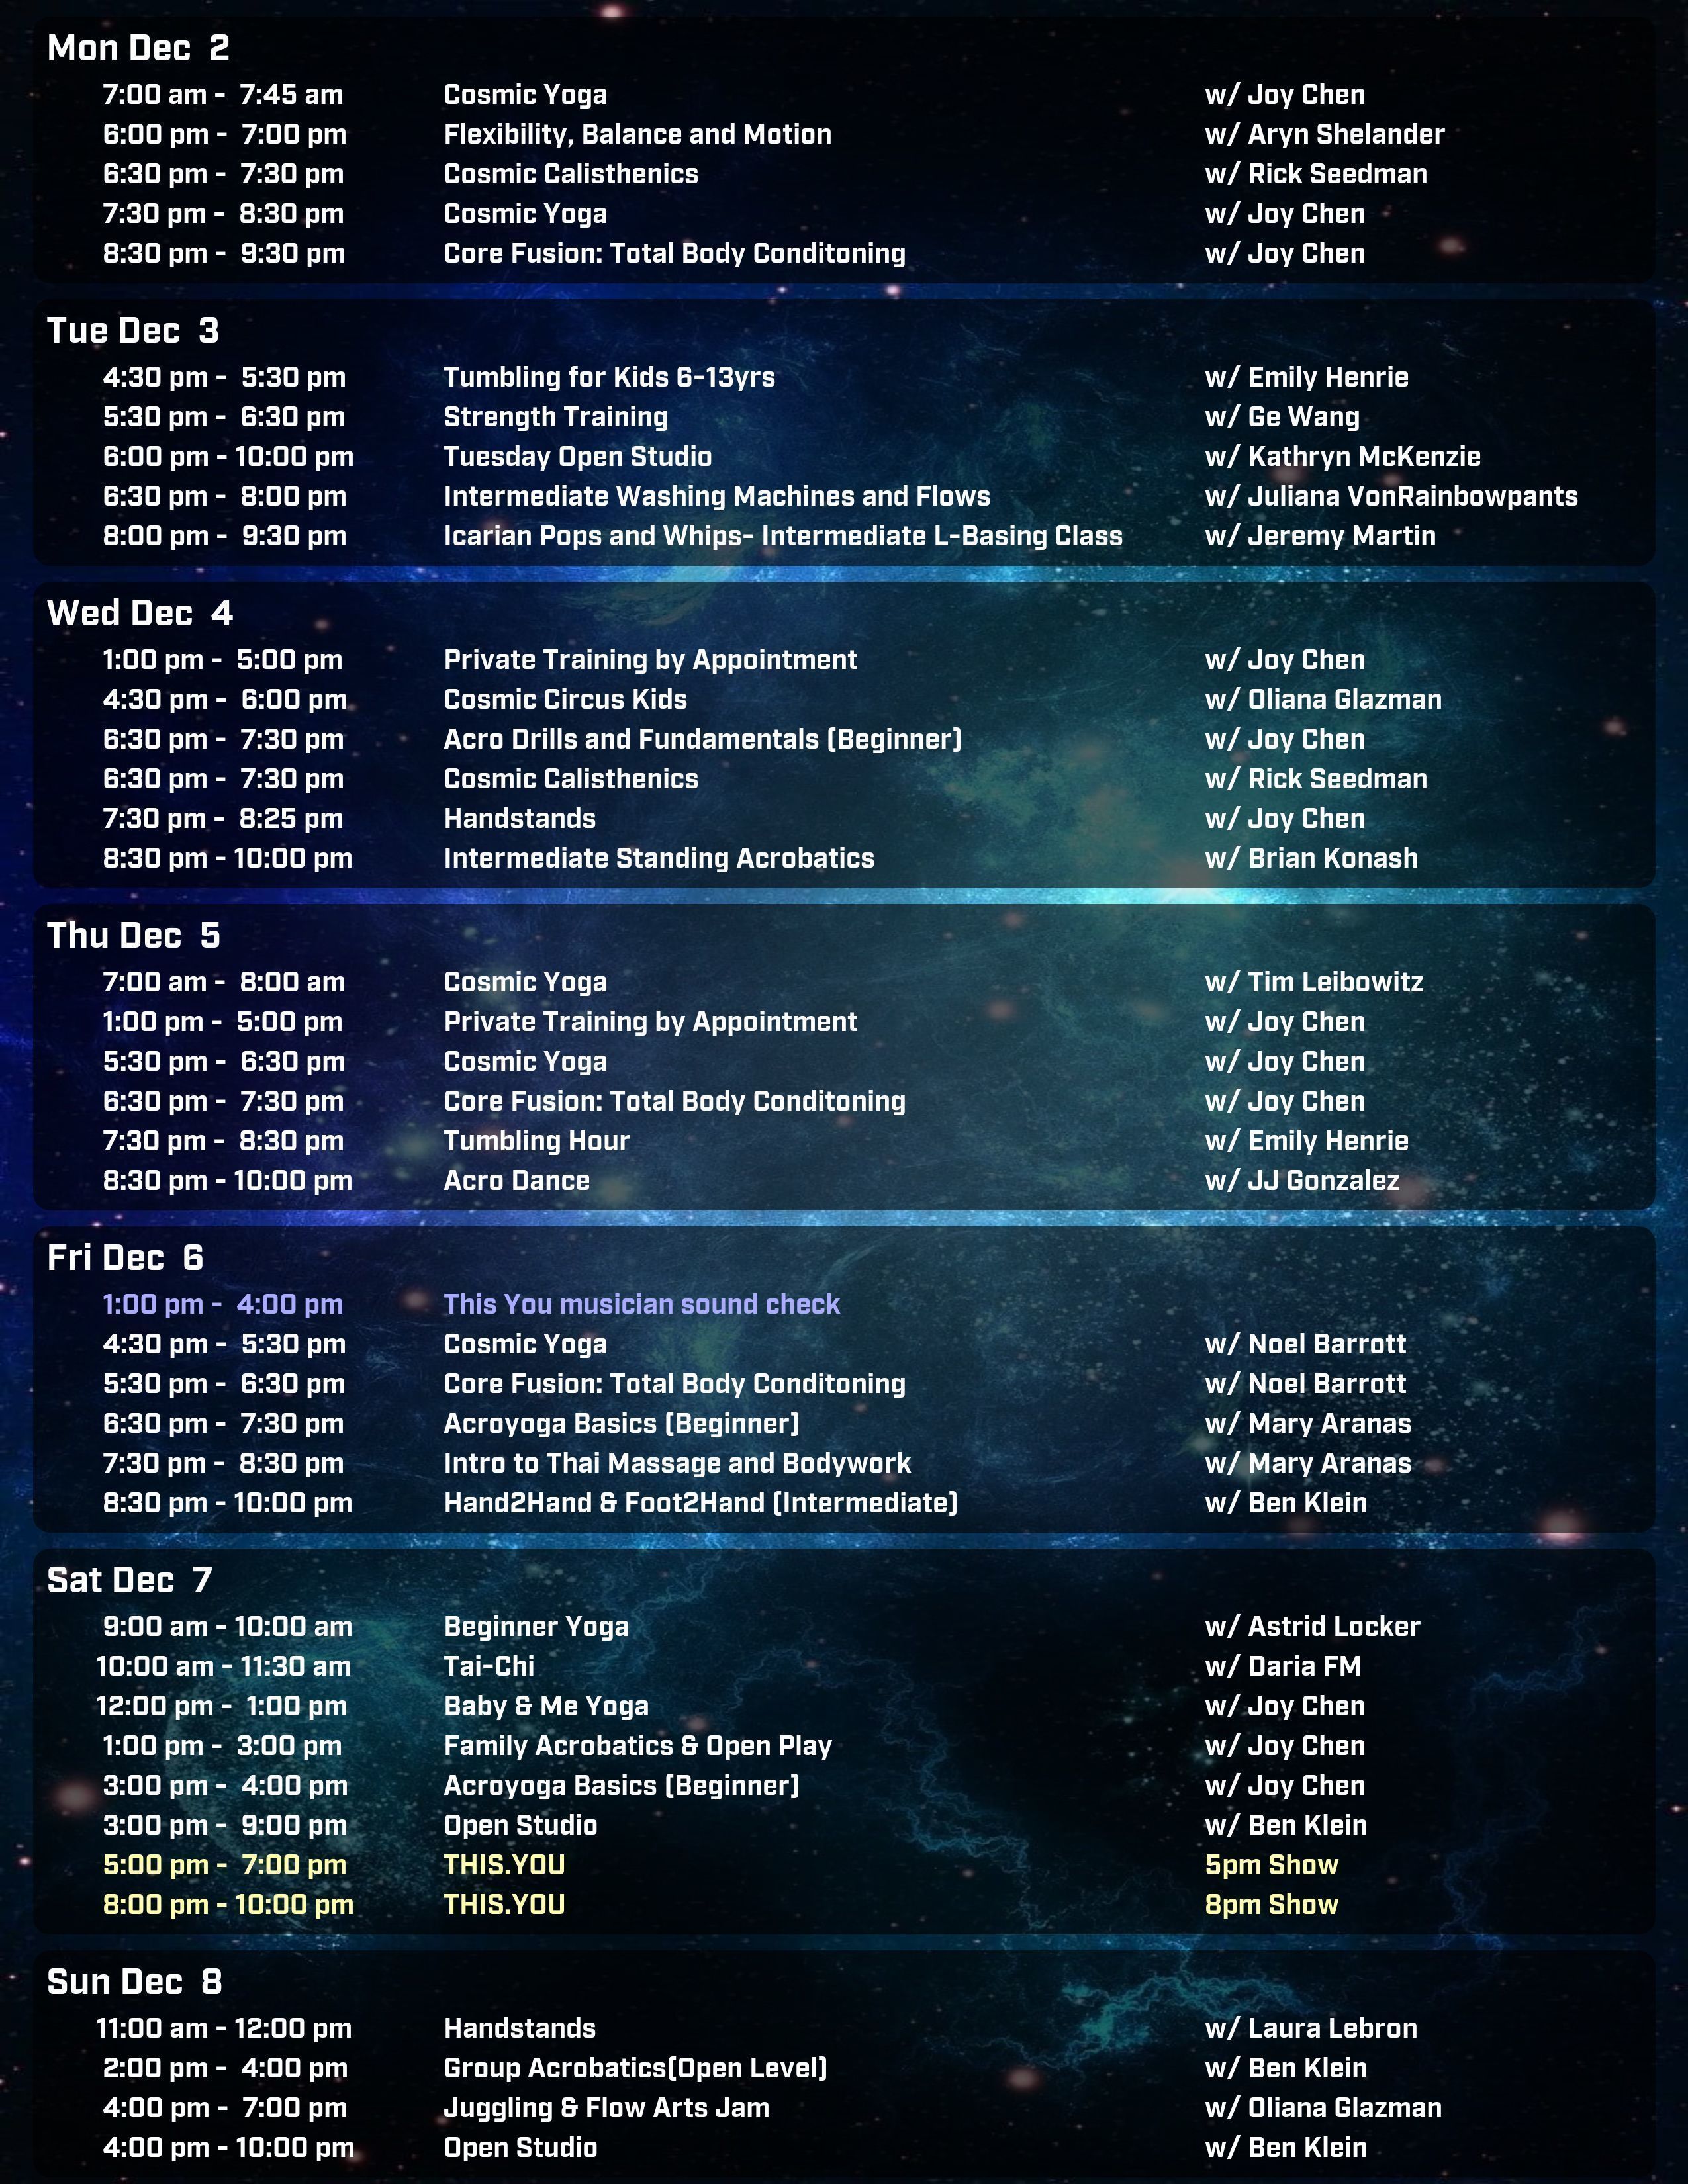 Mon Dec 2
7:00 am - 7:45 am Cosmic Yoga w/ Joy Chen
6:00 pm - 7:00 pm Flexibility, Balance and Motion w/ Aryn Shelander
6:30 pm - 7:30 pm Cosmic Calisthenics w/ Rick Seedman
7:30 pm - 8:30 pm Cosmic Yoga w/ Joy Chen
8:30 pm - 9:30 pm Core Fusion: Total Body Conditoning w/ Joy Chen
Tue Dec 3
4:30 pm - 5:30 pm Tumbling for Kids 6-13yrs w/ Emily Henrie
5:30 pm - 6:30 pm Strength Training w/ Ge Wang
6:00 pm - 10:00 pm Tuesday Open Studio w/ Kathryn McKenzie
6:30 pm - 8:00 pm Intermediate Washing Machines and Flows w/ Juliana VonRainbowpants
8:00 pm - 9:30 pm Icarian Pops and Whips- Intermediate L-Basing Class w/ Jeremy Martin
Wed Dec 4
1:00 pm - 5:00 pm Private Training by Appointment w/ Joy Chen
4:30 pm - 6:00 pm Cosmic Circus Kids w/ Oliana Glazman
6:30 pm - 7:30 pm Acro Drills and Fundamentals (Beginner) w/ Joy Chen
6:30 pm - 7:30 pm Cosmic Calisthenics w/ Rick Seedman
7:30 pm - 8:25 pm Handstands w/ Joy Chen
8:30 pm - 10:00 pm Intermediate Standing Acrobatics w/ Brian Konash
Thu Dec 5
7:00 am - 8:00 am Cosmic Yoga w/ Tim Leibowitz
1:00 pm - 5:00 pm Private Training by Appointment w/ Joy Chen
5:30 pm - 6:30 pm Cosmic Yoga w/ Joy Chen
6:30 pm - 7:30 pm Core Fusion: Total Body Conditoning w/ Joy Chen
7:30 pm - 8:30 pm Tumbling Hour w/ Emily Henrie
8:30 pm - 10:00 pm Acro Dance w/ JJ Gonzalez
Fri Dec 6
1:00 pm - 4:00 pm This You musician sound check
4:30 pm - 5:30 pm Cosmic Yoga w/ Noel Barrott
5:30 pm - 6:30 pm Core Fusion: Total Body Conditoning w/ Noel Barrott
6:30 pm - 7:30 pm Acroyoga Basics (Beginner) w/ Mary Aranas
7:30 pm - 8:30 pm Intro to Thai Massage and Bodywork w/ Mary Aranas
8:30 pm - 10:00 pm Hand2Hand & Foot2Hand (Intermediate) w/ Ben Klein
Sat Dec 7
9:00 am - 10:00 am Beginner Yoga w/ Astrid Locker
10:00 am - 11:30 am Tai-Chi w/ Daria FM
12:00 pm - 1:00 pm Baby & Me Yoga w/ Joy Chen
1:00 pm - 3:00 pm Family Acrobatics & Open Play w/ Joy Chen
3:00 pm - 4:00 pm Acroyoga Basics (Beginner) w/ Joy Chen
3:00 pm - 9:00 pm Open Studio w/ Ben Klein
5:00 pm - 7:00 pm THIS.YOU 5pm Show
8:00 pm - 10:00 pm THIS.YOU 8pm Show
Sun Dec 8
11:00 am - 12:00 pm Handstands w/ Laura Lebron
2:00 pm - 4:00 pm Group Acrobatics(Open Level) w/ Ben Klein
4:00 pm - 7:00 pm Juggling & Flow Arts Jam w/ Oliana Glazman
4:00 pm - 10:00 pm Open Studio w/ Ben Klein